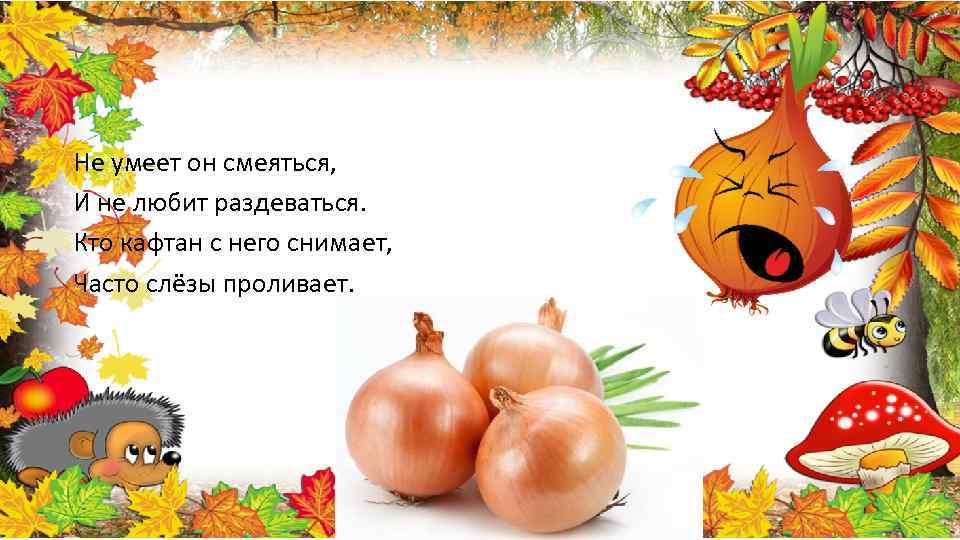 Не умеет он смеяться,
И не любит раздеваться.
Кто кафтан с него снимает,
Часто слёзы проливает.